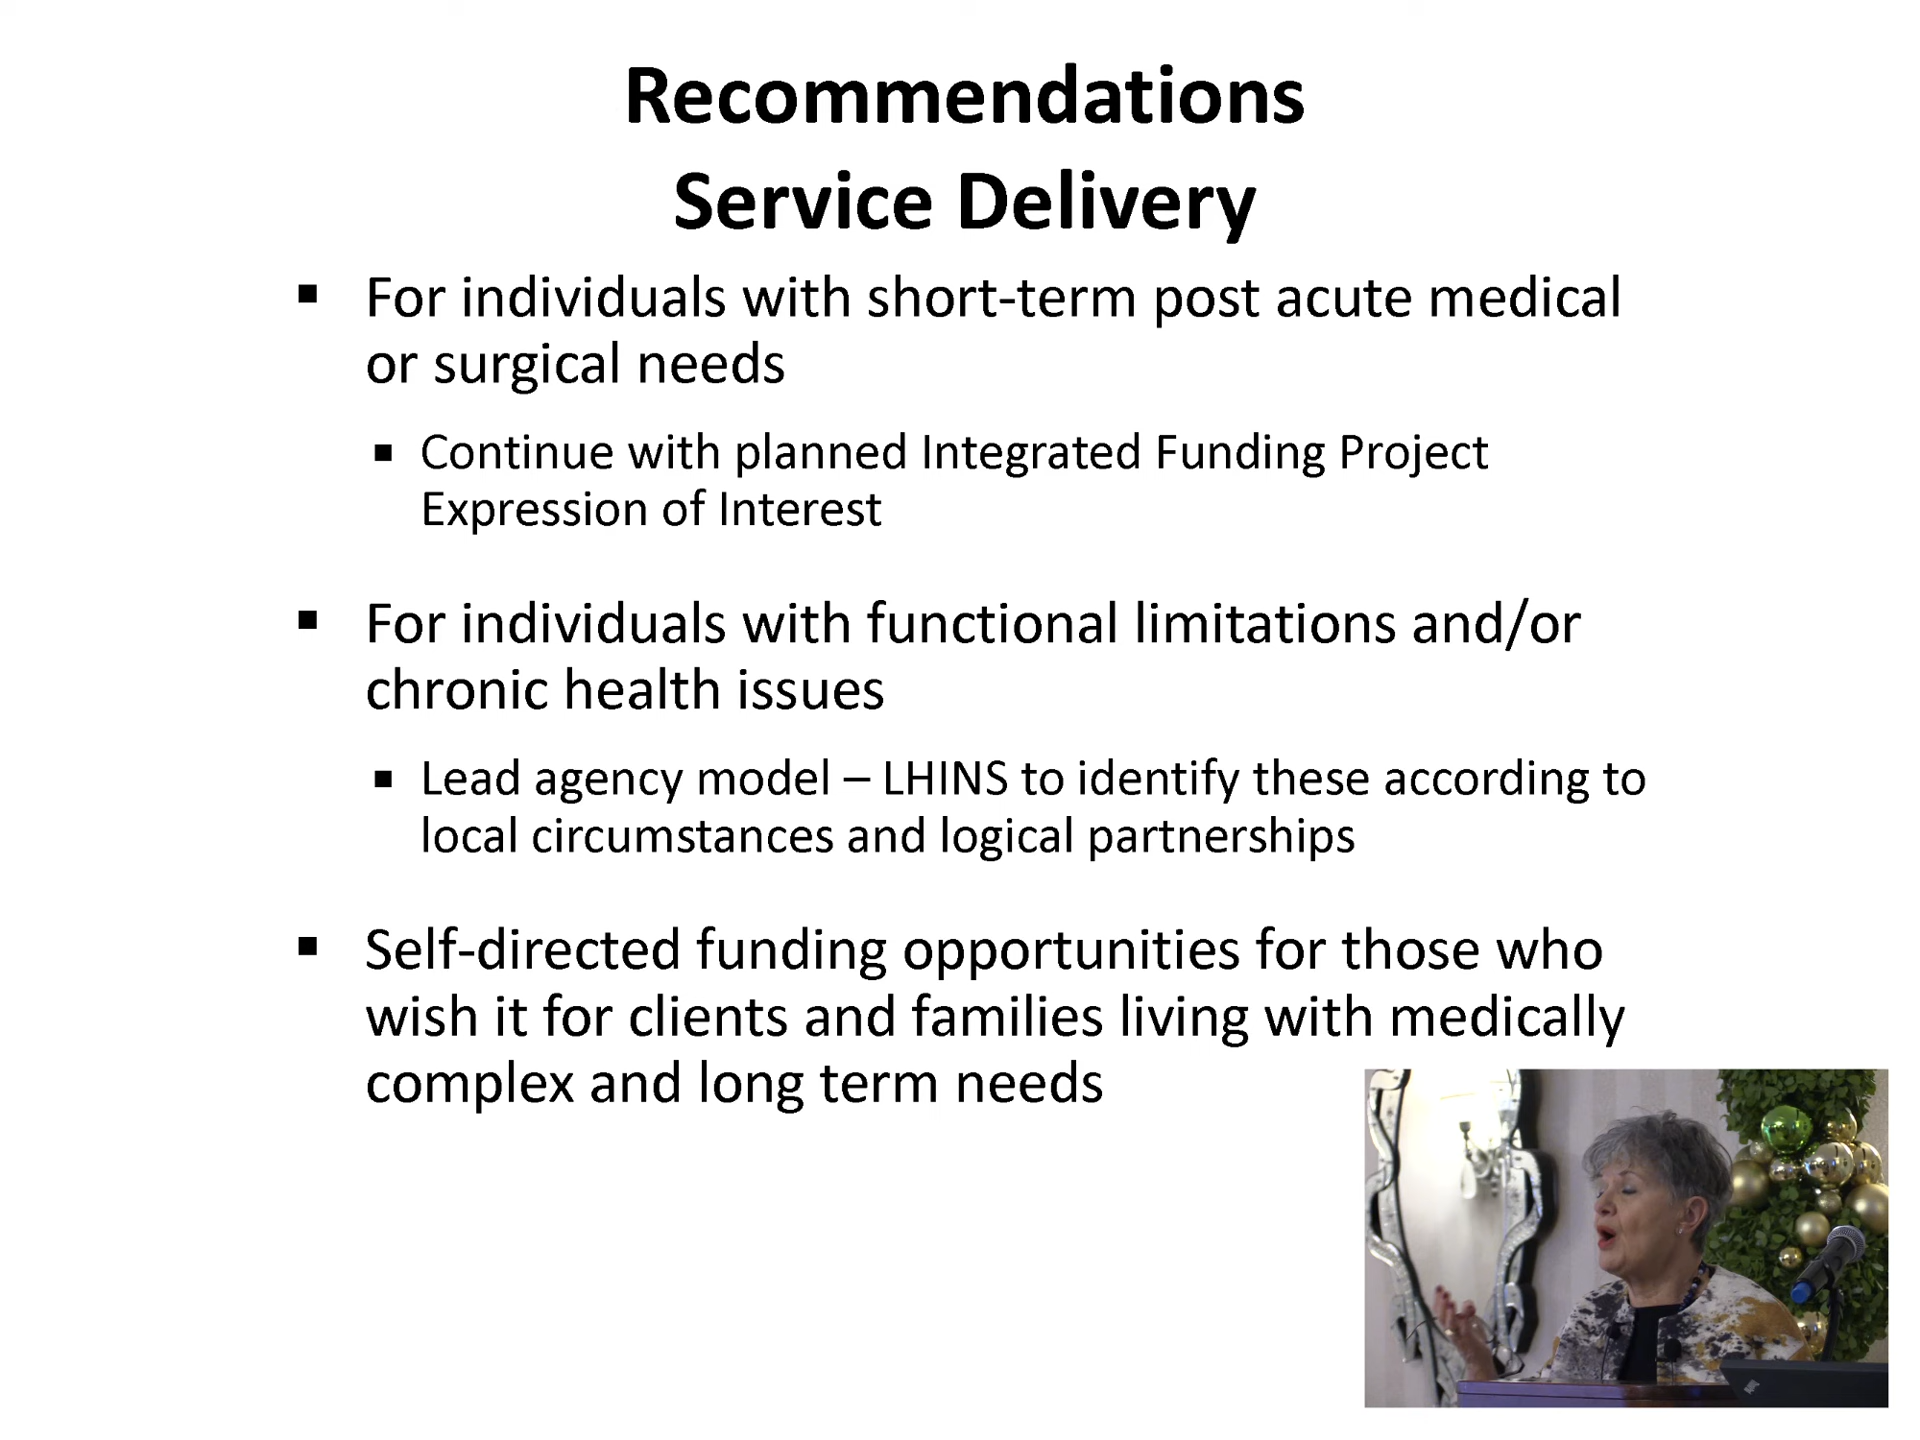 Recommendations
Service Delivery
▪ For individuals with short-term post acute medical
or surgical needs
▪ Continue with planned Integrated Funding Project
Expression of Interest
▪ For individuals with functional limitations and/or
chronic health issues
▪ Lead agency model – LHINS to identify these according to
local circumstances and logical partnerships
▪ Self-directed funding opportunities for those who
wish it for clients and families living with medically
complex and long term needs